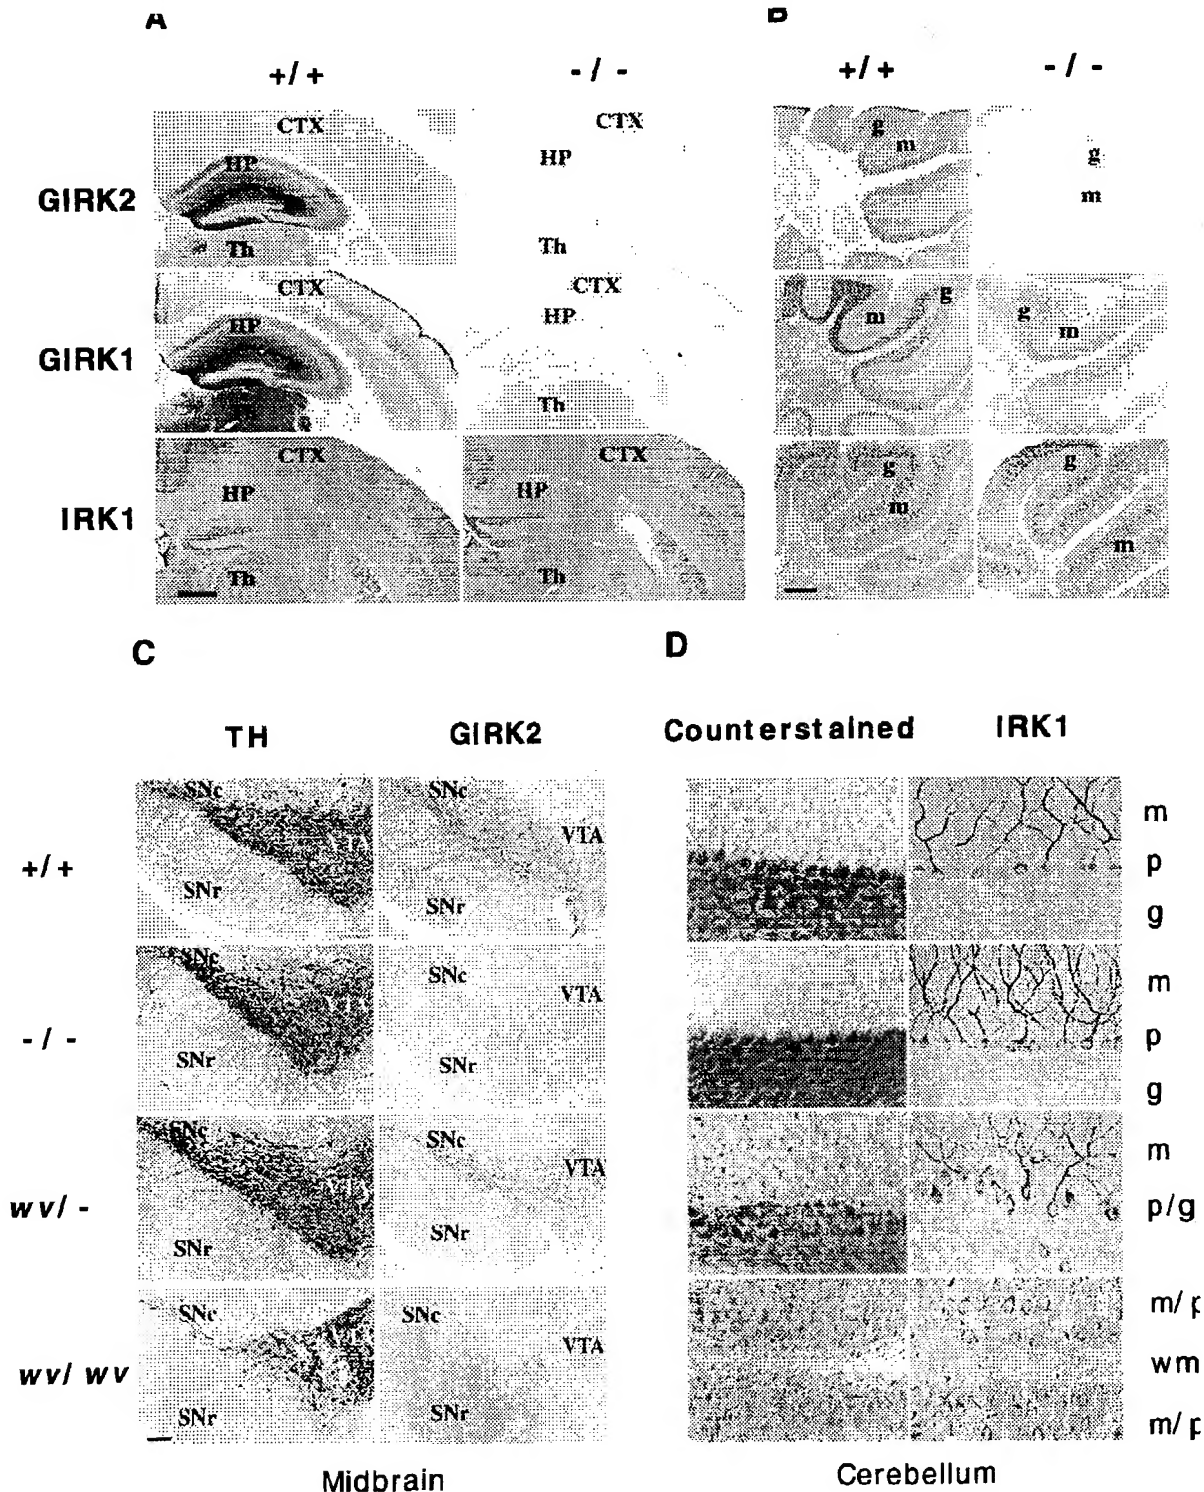 A B
+/+ -/- +/+ -/-
GIRK2
CTX CTX g m
HP HP g
Th Th m
GIRK1
CTX CTX g g
HP HP m m
Th
IRK1
CTX CTX g g
HP HP m m
Th Th
C D
TH GIRK2 Counterstained IRK1
+/+
SNc SNc m
VTA p
SNr SNr g
-/-
SNc SNc m
VTA p
SNr SNr g
wv/-
SNc SNc m
VTA p/g
SNr SNr
wv/wv
SNc SNc m/p
VTA wm
SNr SNr m/p
Midbrain Cerebellum